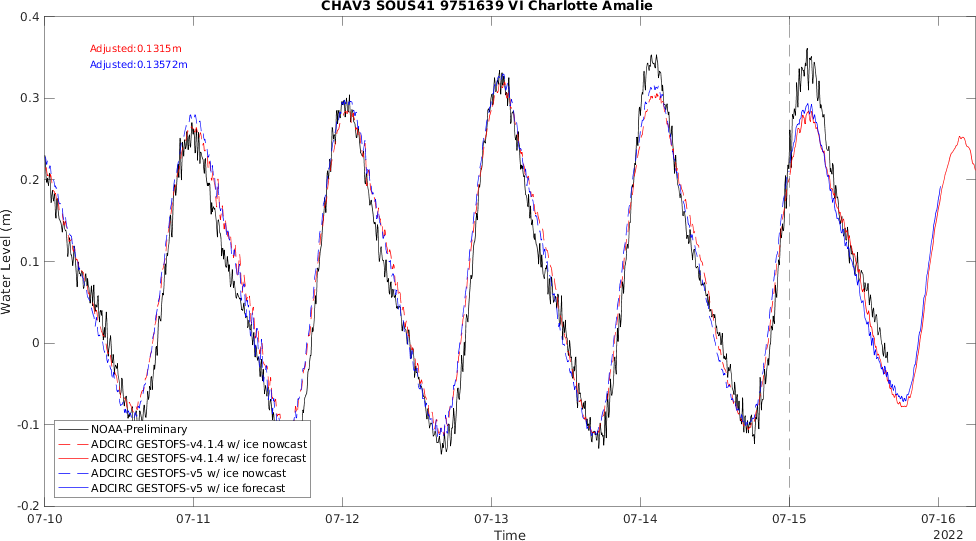 CHAV3 SOUS41 9751639 VI Charlotte Amalie
Adjusted:0.1315m
Adjusted:0.13572m
0.4
0.3
0.2
0.1
0
-0.1
-0.2
Water Level (m)
NOAA-Preliminary
ADCIRC GESTOFS-v4.1.4 w/ ice nowcast
ADCIRC GESTOFS-v4.1.4 w/ ice forecast
ADCIRC GESTOFS-v5 w/ ice nowcast
ADCIRC GESTOFS-v5 w/ ice forecast
07-10 07-11 07-12 07-13 07-14 07-15 07-16
Time
2022